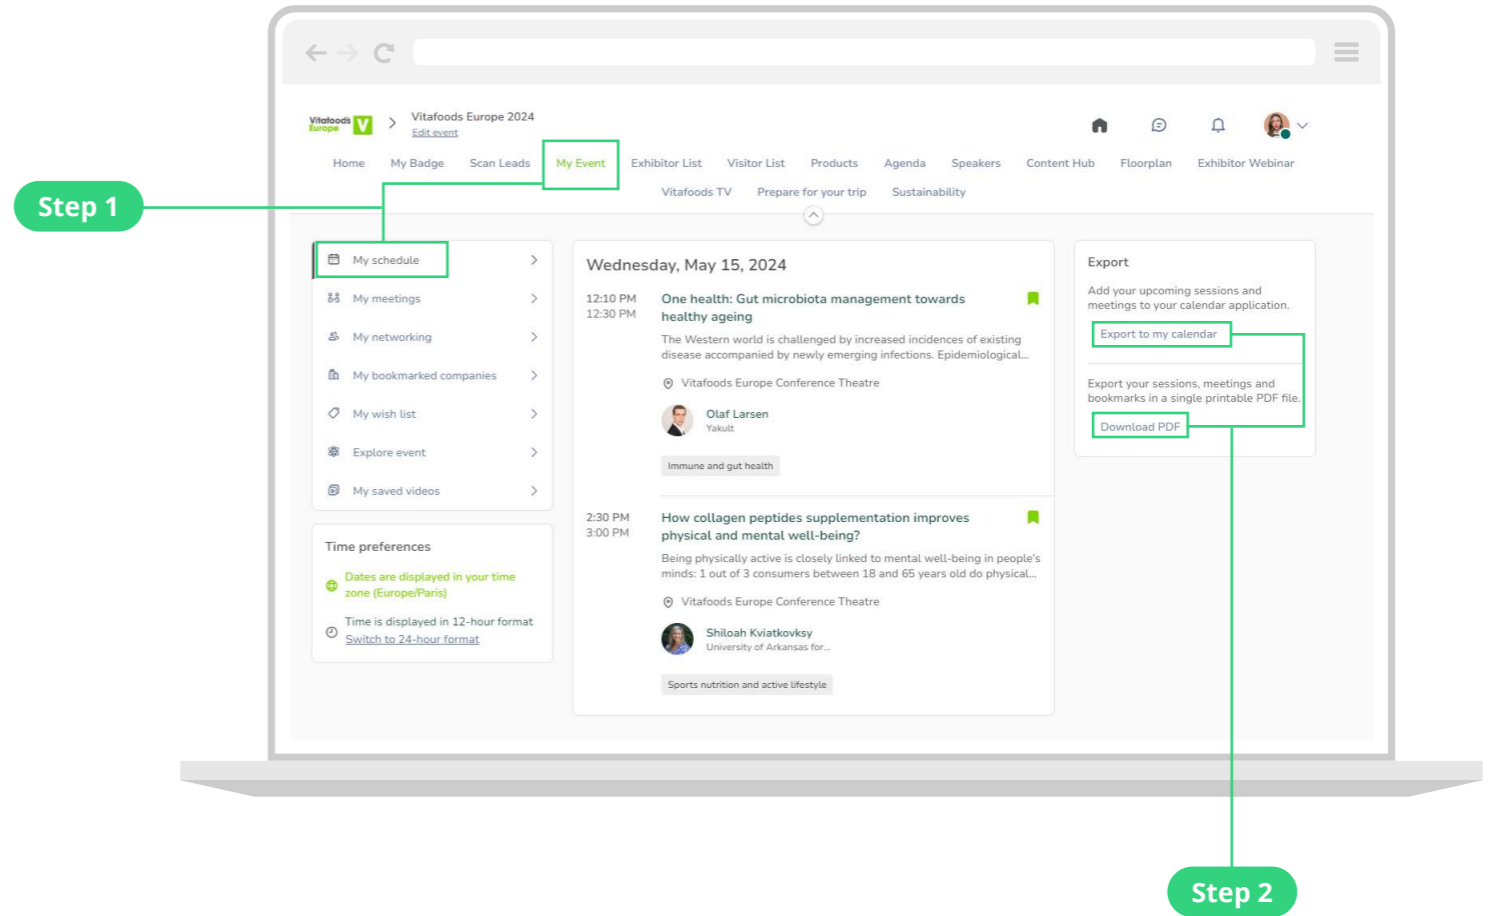 Vitafoods
Europe
V
Vitafoods Europe 2024
Edit event
Home My Badge Scan Leads My Event Exhibitor List Visitor List Products Agenda Speakers Content Hub Floorplan Exhibitor Webinar
Vitafoods TV Prepare for your trip Sustainability
Step 1
My schedule
My meetings
My networking
My bookmarked companies
My wish list
Explore event
My saved videos
Time preferences
Dates are displayed in your time
zone (Europe/Paris)
Time is displayed in 12-hour format
Switch to 24-hour format
Wednesday, May 15, 2024
12:10 PM
12:30 PM
One health: Gut microbiota management towards
healthy ageing
The Western world is challenged by increased incidences of existing
disease accompanied by newly emerging infections. Epidemiological...
Vitafoods Europe Conference Theatre
Olaf Larsen
Yakult
Immune and gut health
2:30 PM
3:00 PM
How collagen peptides supplementation improves
physical and mental well-being?
Being physically active is closely linked to mental well-being in people's
minds: 1 out of 3 consumers between 18 and 65 years old do physical...
Vitafoods Europe Conference Theatre
Shiloah Kviatkovksy
University of Arkansas for...
Sports nutrition and active lifestyle
Export
Add your upcoming sessions and
meetings to your calendar application.
Export to my calendar
Export your sessions, meetings and
bookmarks in a single printable PDF file.
Download PDF
Step 2